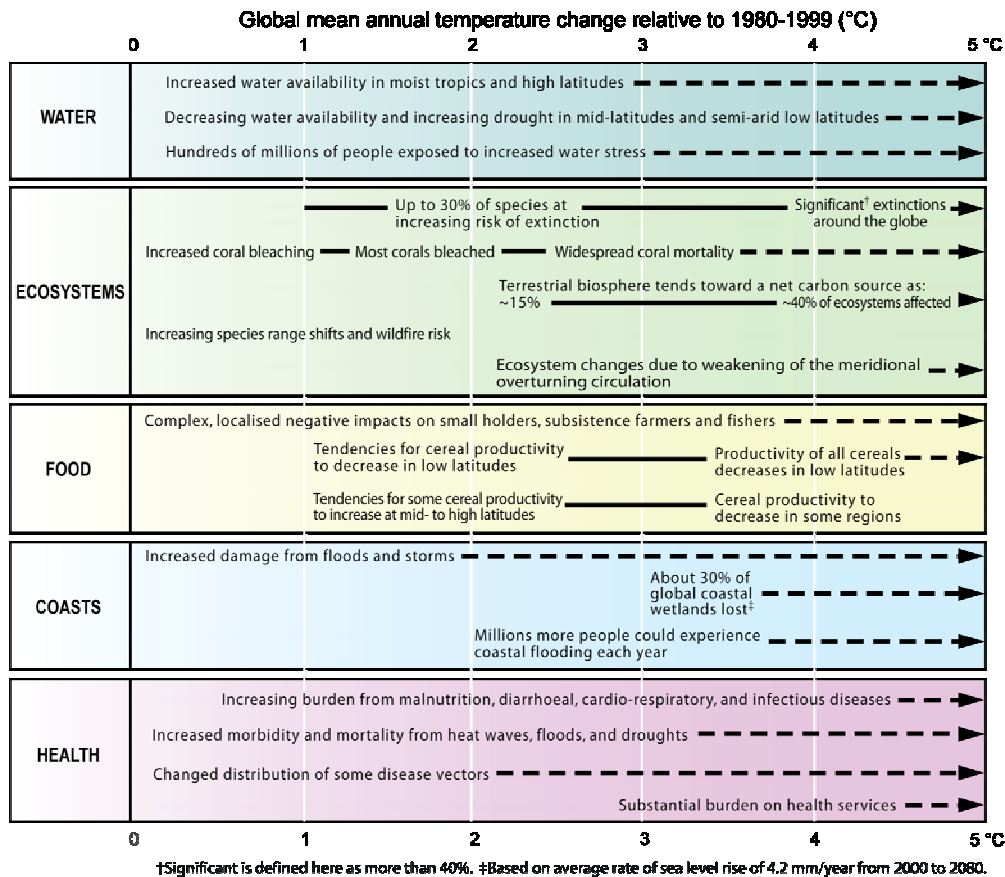 Global mean annual temperature change relative to 1980-1999 (°C)
0 1 2 3 4 5 °C
WATER
Increased water availability in moist tropics and high latitudes
Decreasing water availability and increasing drought in mid-latitudes and semi-arid low latitudes
Hundreds of millions of people exposed to increased water stress
ECOSYSTEMS
Up to 30% of species at
increasing risk of extinction
Significant† extinctions
around the globe
Increased coral bleaching Most corals bleached Widespread coral mortality
Terrestrial biosphere tends toward a net carbon source as:
~15% ~40% of ecosystems affected
Increasing species range shifts and wildfire risk
Ecosystem changes due to weakening of the meridional
overturning circulation
FOOD
Complex, localised negative impacts on small holders, subsistence farmers and fishers
Tendencies for cereal productivity
to decrease in low latitudes
Productivity of all cereals
decreases in low latitudes
Tendencies for some cereal productivity
to increase at mid- to high latitudes
Cereal productivity to
decrease in some regions
COASTS
Increased damage from floods and storms
About 30% of
global coastal
wetlands lost‡
Millions more people could experience
coastal flooding each year
HEALTH
Increasing burden from malnutrition, diarrhoeal, cardio-respiratory, and infectious diseases
Increased morbidity and mortality from heat waves, floods, and droughts
Changed distribution of some disease vectors
Substantial burden on health services
0 1 2 3 4 5 °C
†Significant is defined here as more than 40%. ‡Based on average rate of sea level rise of 4.2 mm/year from 2000 to 2080.